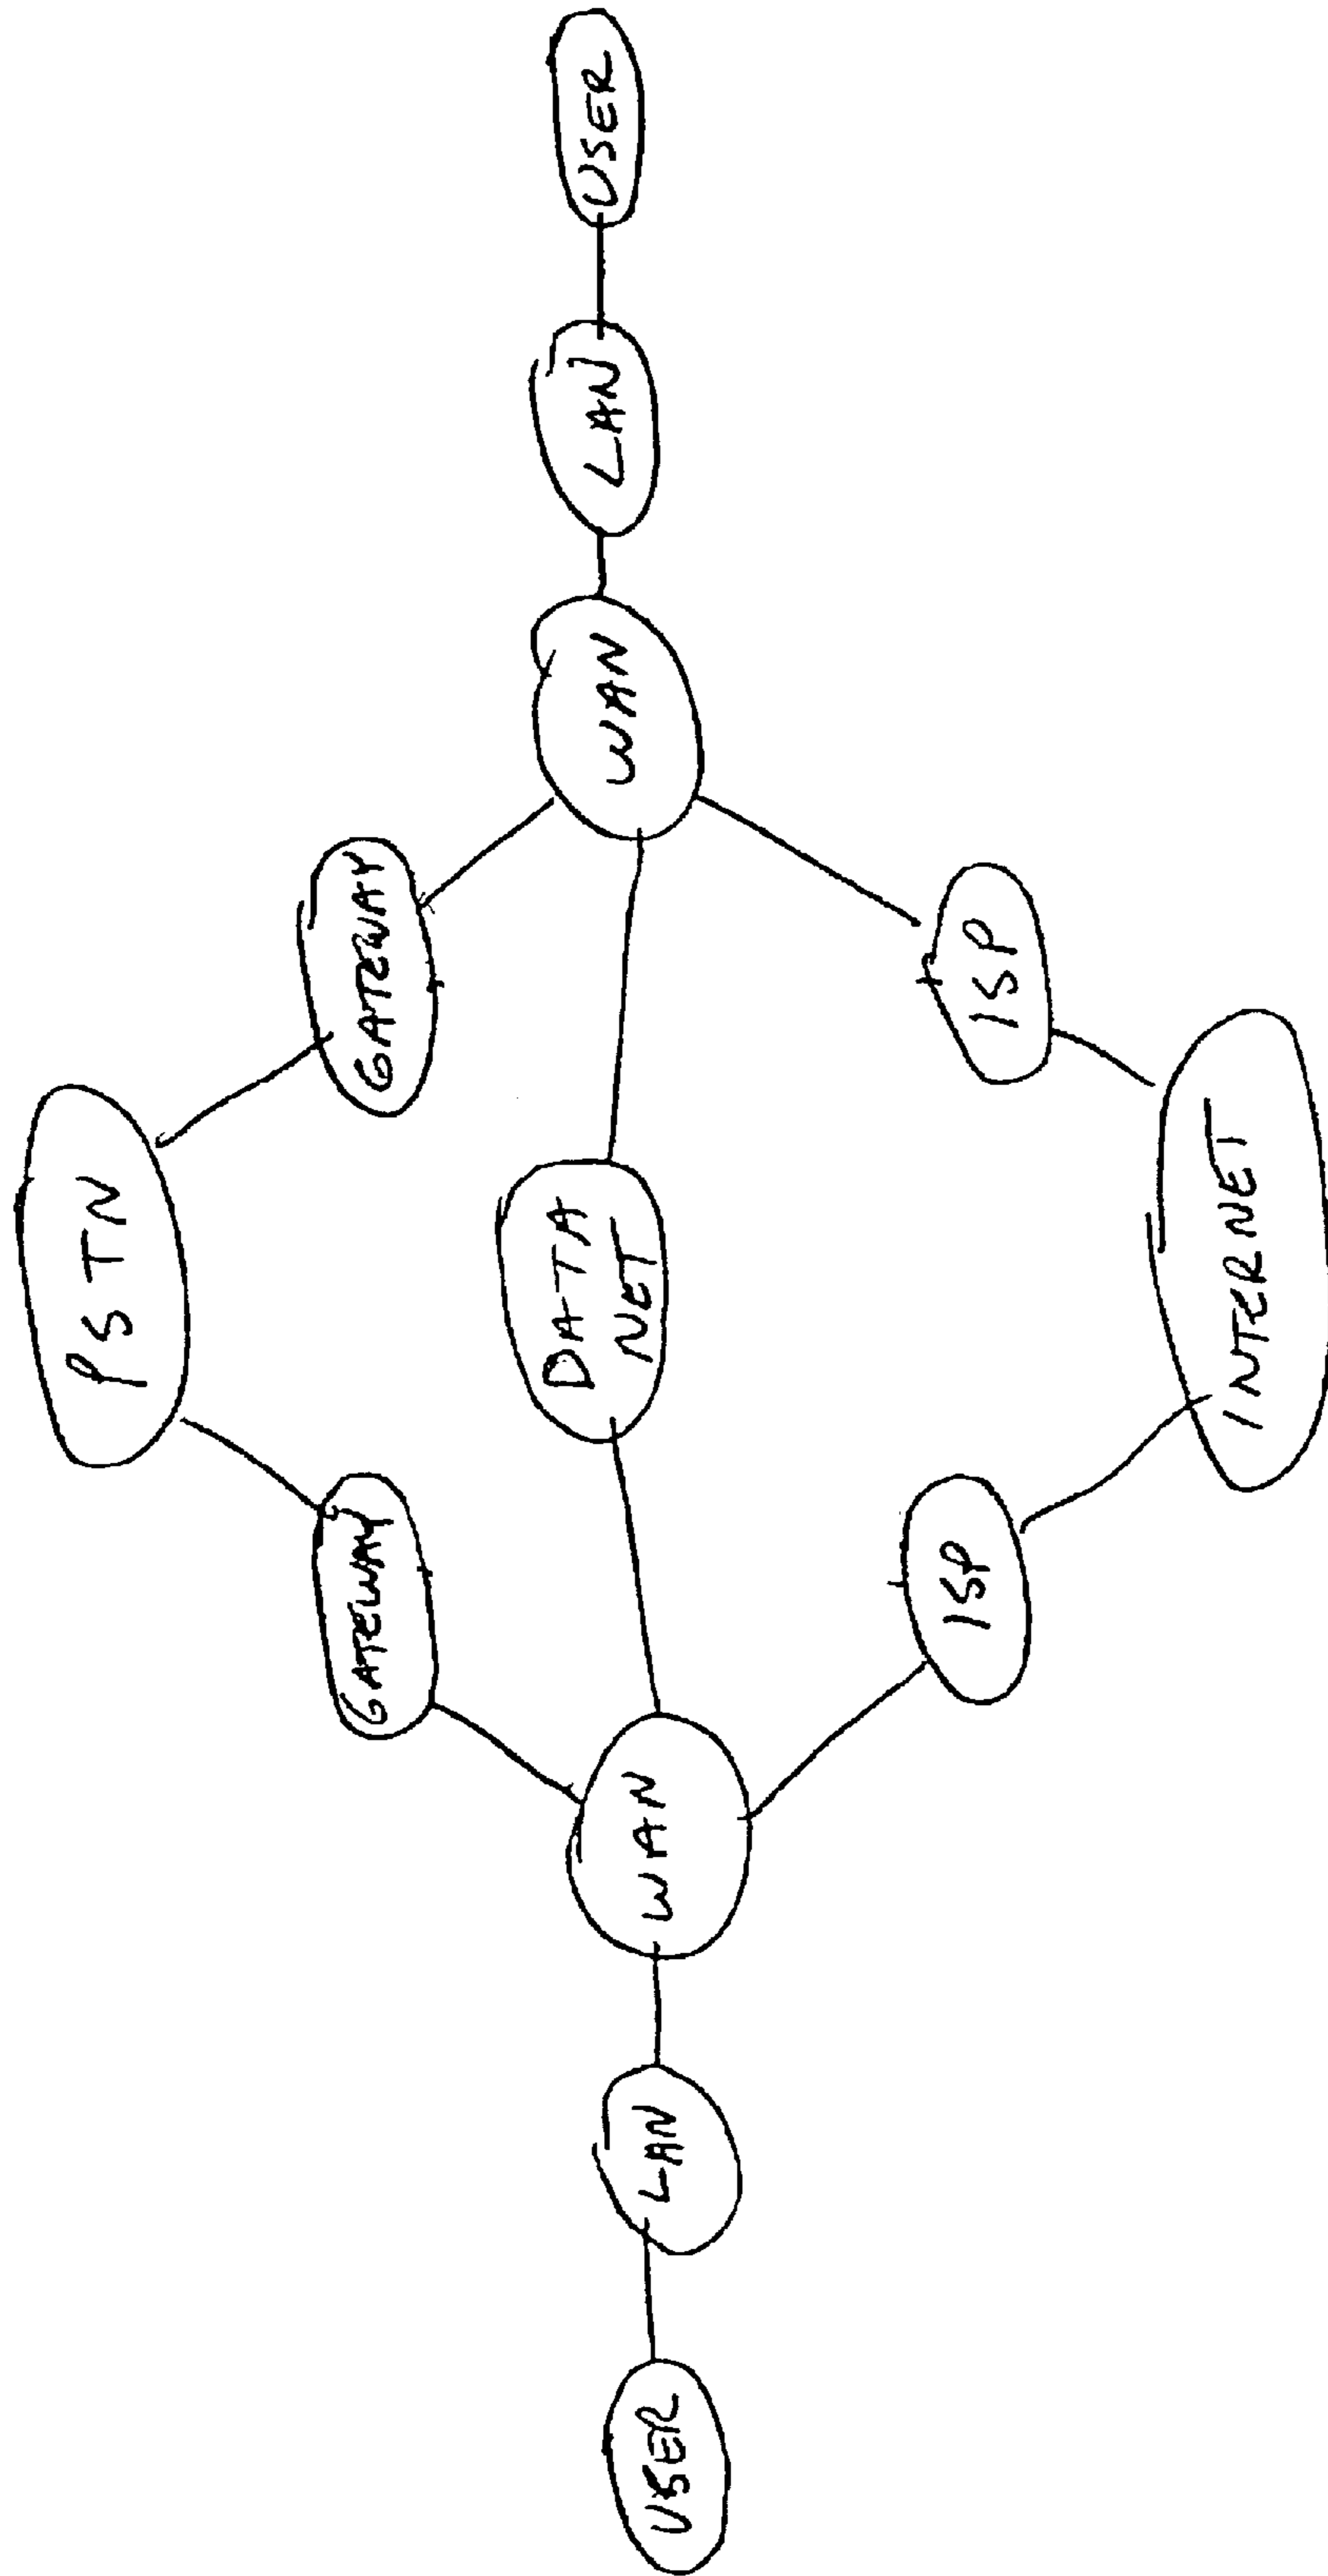 PSTN
GATEWAY
GATEWAY
USER
LAN
WAN
DATA
NET
WAN
LAN
USER
ISP
ISP
INTERNET